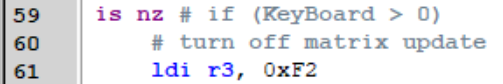 59 is nz # if (KeyBoard > 0)
60     # turn off matrix update
61     ldi r3, 0xF2